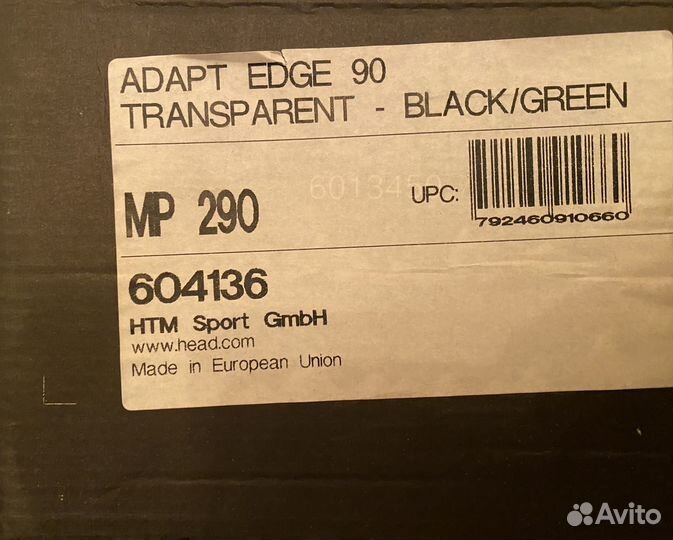 ADAPT EDGE 90
TRANSPARENT - BLACK/GREEN
MP 290
UPC:
792460910660
604136
HTM Sport GmbH
www.head.com
Made in European Union
Avito